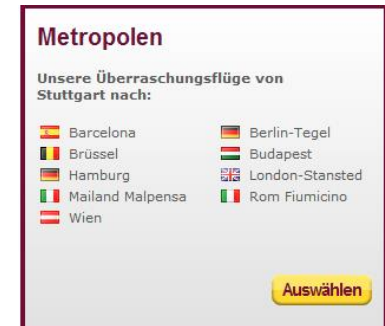 Metropolen
Unsere Überraschungsflüge von
Stuttgart nach:
Barcelona
Berlin-Tegel
Brüssel
Budapest
Hamburg
London-Stansted
Mailand Malpensa
Rom Fiumicino
Wien
Auswählen